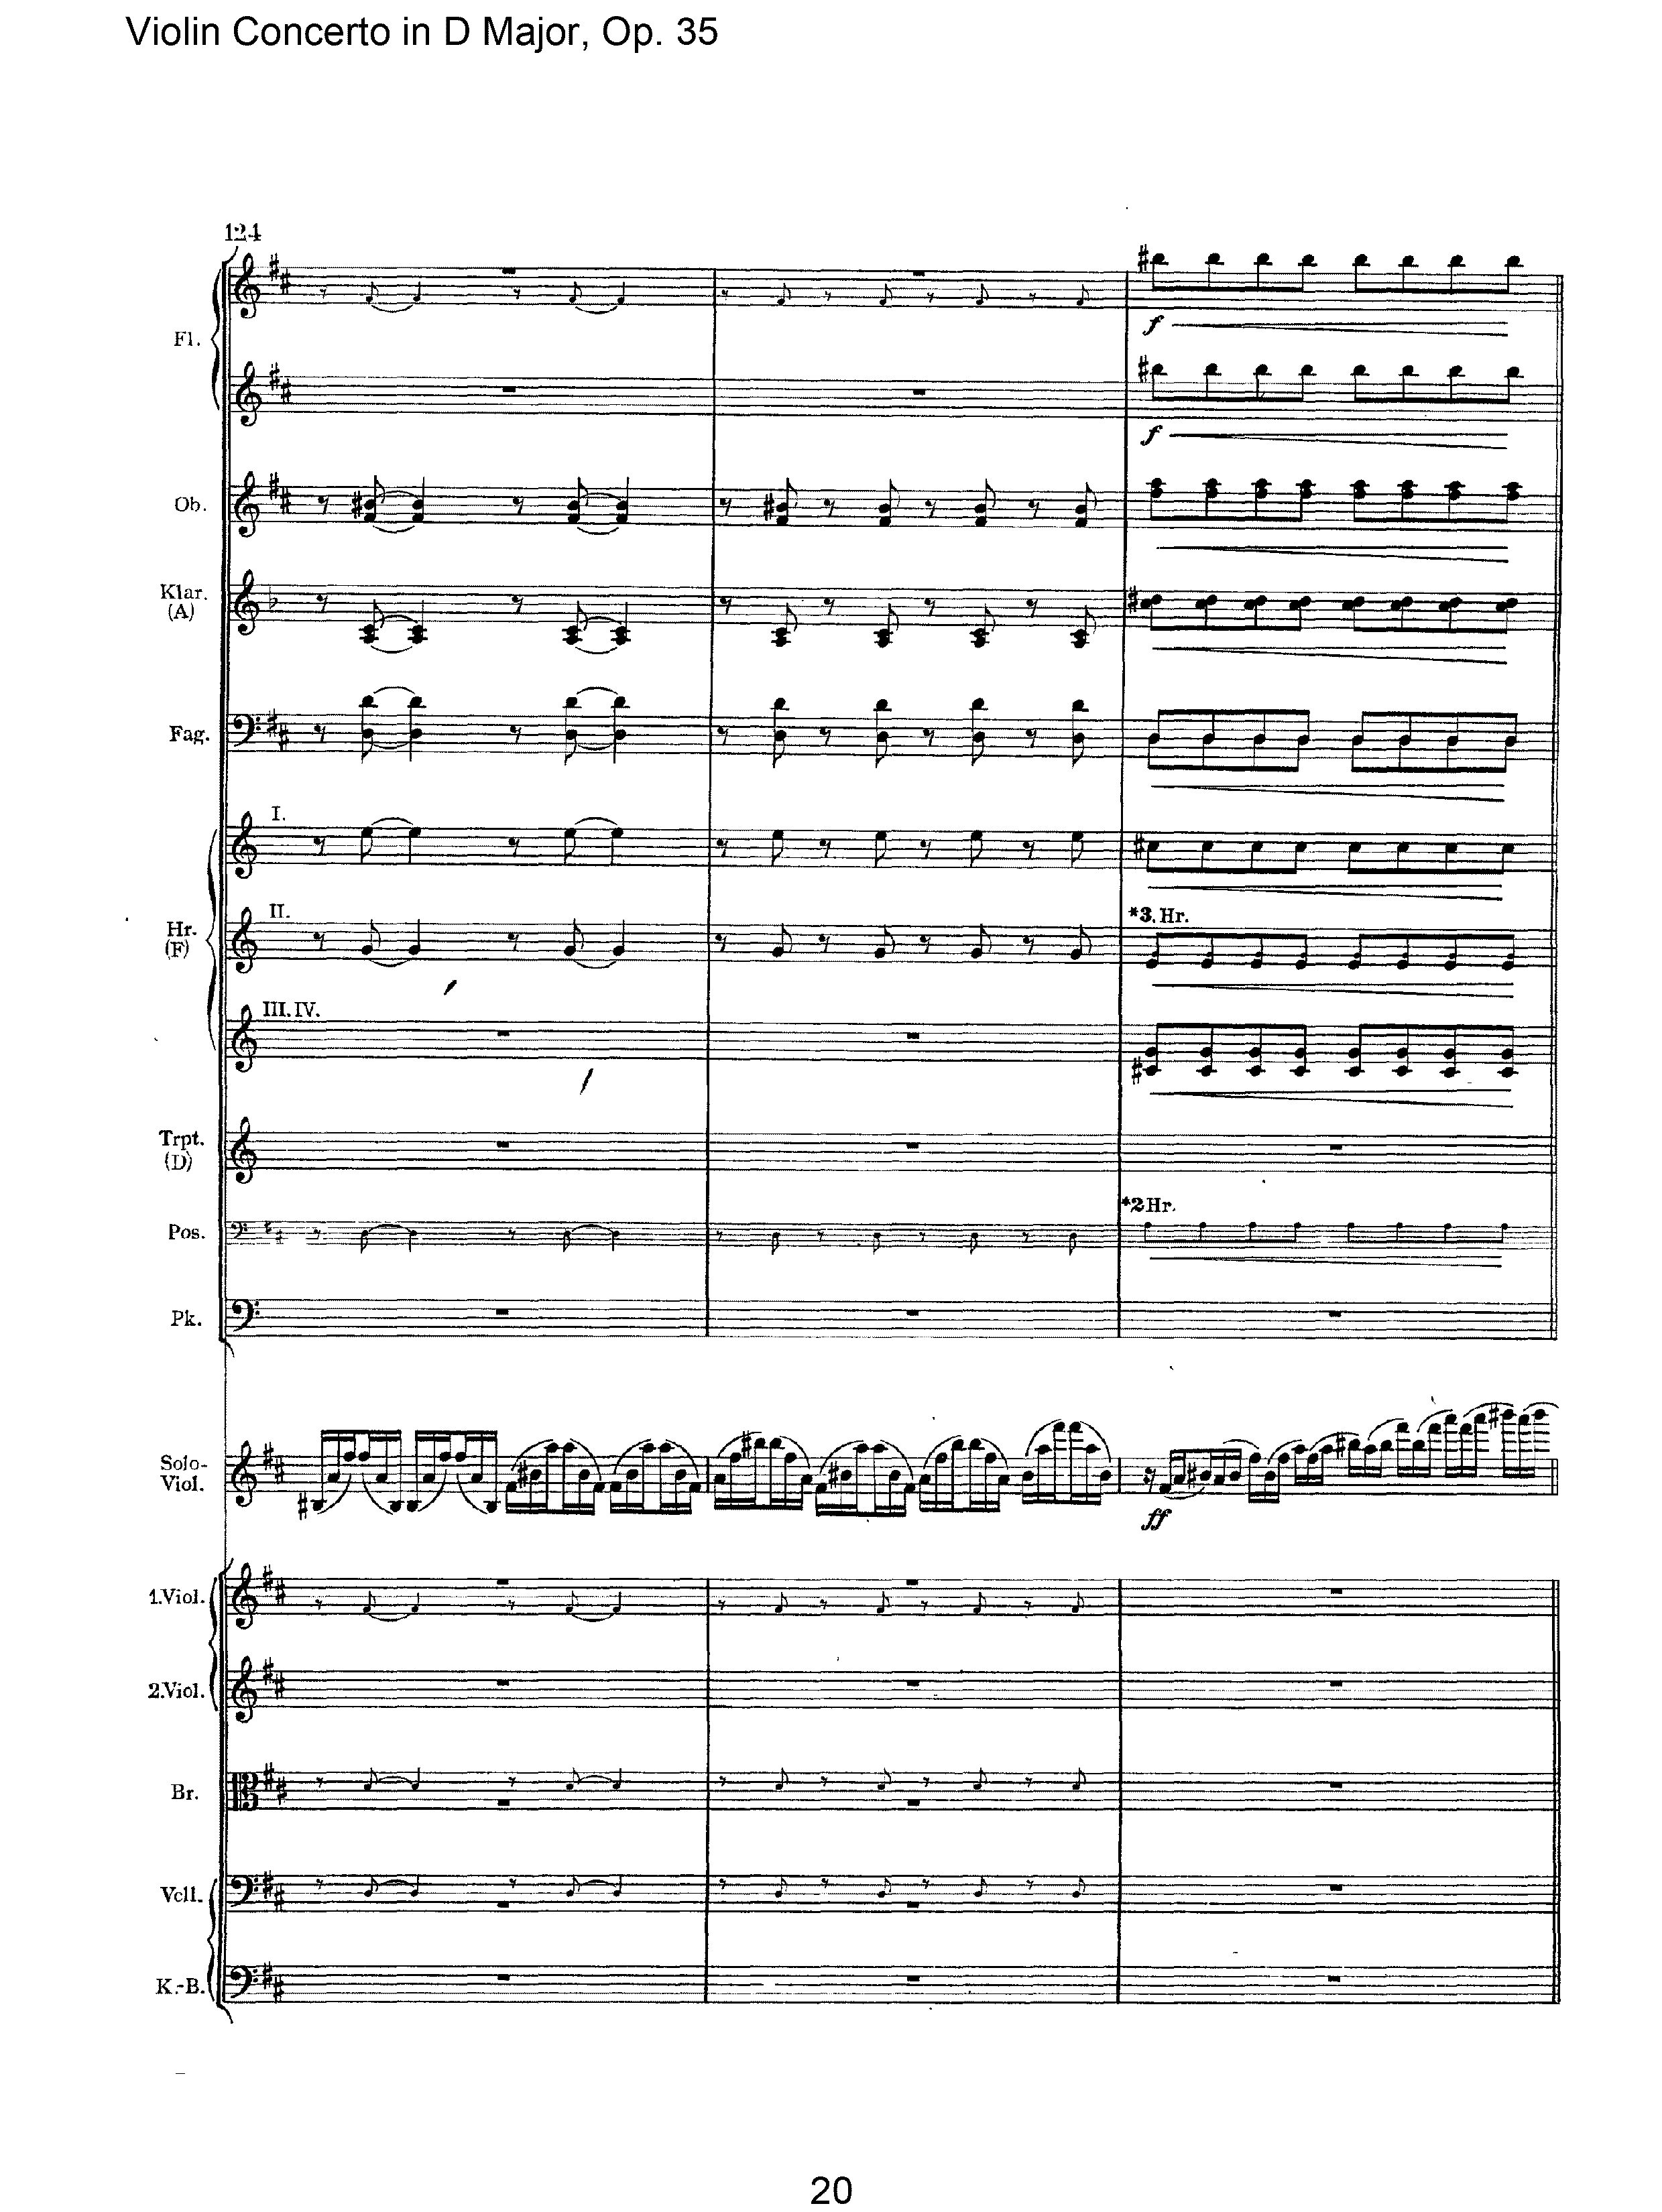 Violin Concerto in D Major, Op. 35
124
Fl.
f
f
Ob.
Klar.
(A)
Fag.
I.
Hr.
(F)
II.
*3. Hr.
III. IV.
Trpt.
(D)
Pos.
*2 Hr.
Pk.
Solo-
Viol.
ff
1.Viol.
2.Viol.
Br.
Vcll.
K.-B.
20